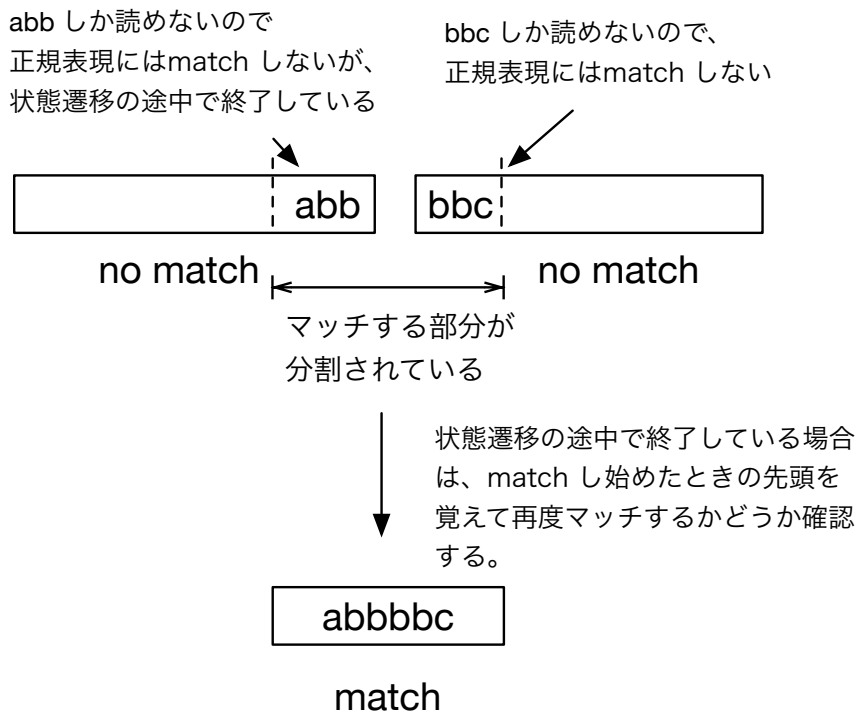 abb しか読めないので
正規表現にはmatch しないが、
状態遷移の途中で終了している
bbc しか読めないので、
正規表現にはmatch しない
abb
bbc
no match
no match
マッチする部分が
分割されている
状態遷移の途中で終了している場合
は、match し始めたときの先頭を
覚えて再度マッチするかどうか確認
する。
abbbbc
match